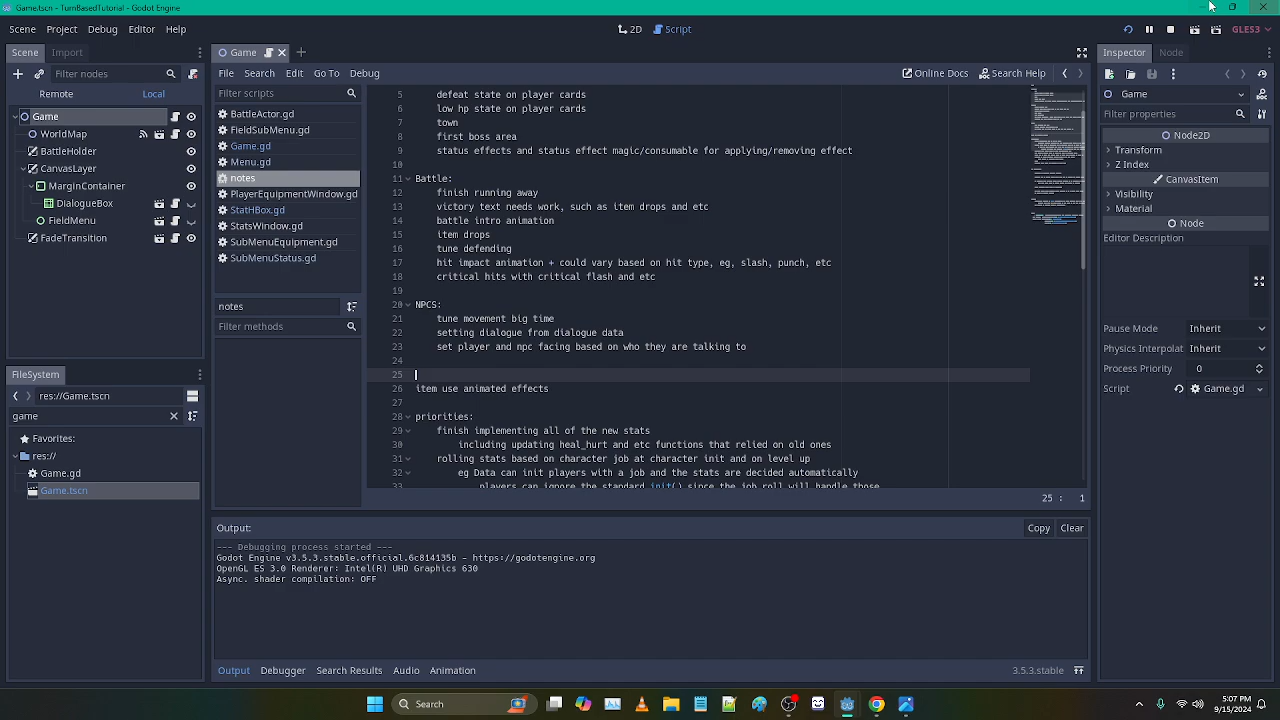 Game.tscn - TurnBasedTutorial - Godot Engine
Scene Project Debug Editor Help
2D Script
GLES3
Scene Import
Filter nodes
Remote Local
Game
WorldMap
BattleHolder
CanvasLayer
MarginContainer
DialogueBox
FieldMenu
FadeTransition
FileSystem
res://Game.tscn
game
Favorites:
res://
Game.gd
Game.tscn
Game
File Search Edit Go To Debug
Online Docs Search Help
Filter scripts
BattleActor.gd
FieldSubMenu.gd
Game.gd
Menu.gd
notes
PlayerEquipmentWindow.gd
StatHBox.gd
StatsWindow.gd
SubMenuEquipment.gd
SubMenuStatus.gd
notes
Filter methods
5 defeat state on player cards
6 low hp state on player cards
7 town
8 first boss area
9 status effects and status effect magic/consumable for applying/removing effect
10
11 Battle:
12 finish running away
13 victory text needs work, such as item drops and etc
14 battle intro animation
15 item drops
16 tune defending
17 hit impact animation + could vary based on hit type, eg, slash, punch, etc
18 critical hits with critical flash and etc
19
20 NPCS:
21 tune movement big time
22 setting dialogue from dialogue data
23 set player and npc facing based on who they are talking to
24
25
26 item use animated effects
27
28 priorities:
29 finish implementing all of the new stats
30 including updating heal_hurt and etc functions that relied on old ones
31 rolling stats based on character job at character init and on level up
32 eg Data can init players with a job and the stats are decided automatically
33 players can ignore the standard init() since the job roll will handle those
25 : 1
Output:
Copy Clear
--- Debugging process started ---
Godot Engine v3.5.3.stable.official.6c814135b - https://godotengine.org
OpenGL ES 3.0 Renderer: Intel(R) UHD Graphics 630
Async. shader compilation: OFF
Output Debugger Search Results Audio Animation
3.5.3.stable
Inspector Node
Game
Filter properties
Node2D
Transform
Z Index
CanvasItem
Visibility
Material
Node
Editor Description
Pause Mode Inherit
Physics Interpolat Inherit
Process Priority 0
Script Game.gd
Search
5:07 PM
9/15/2024